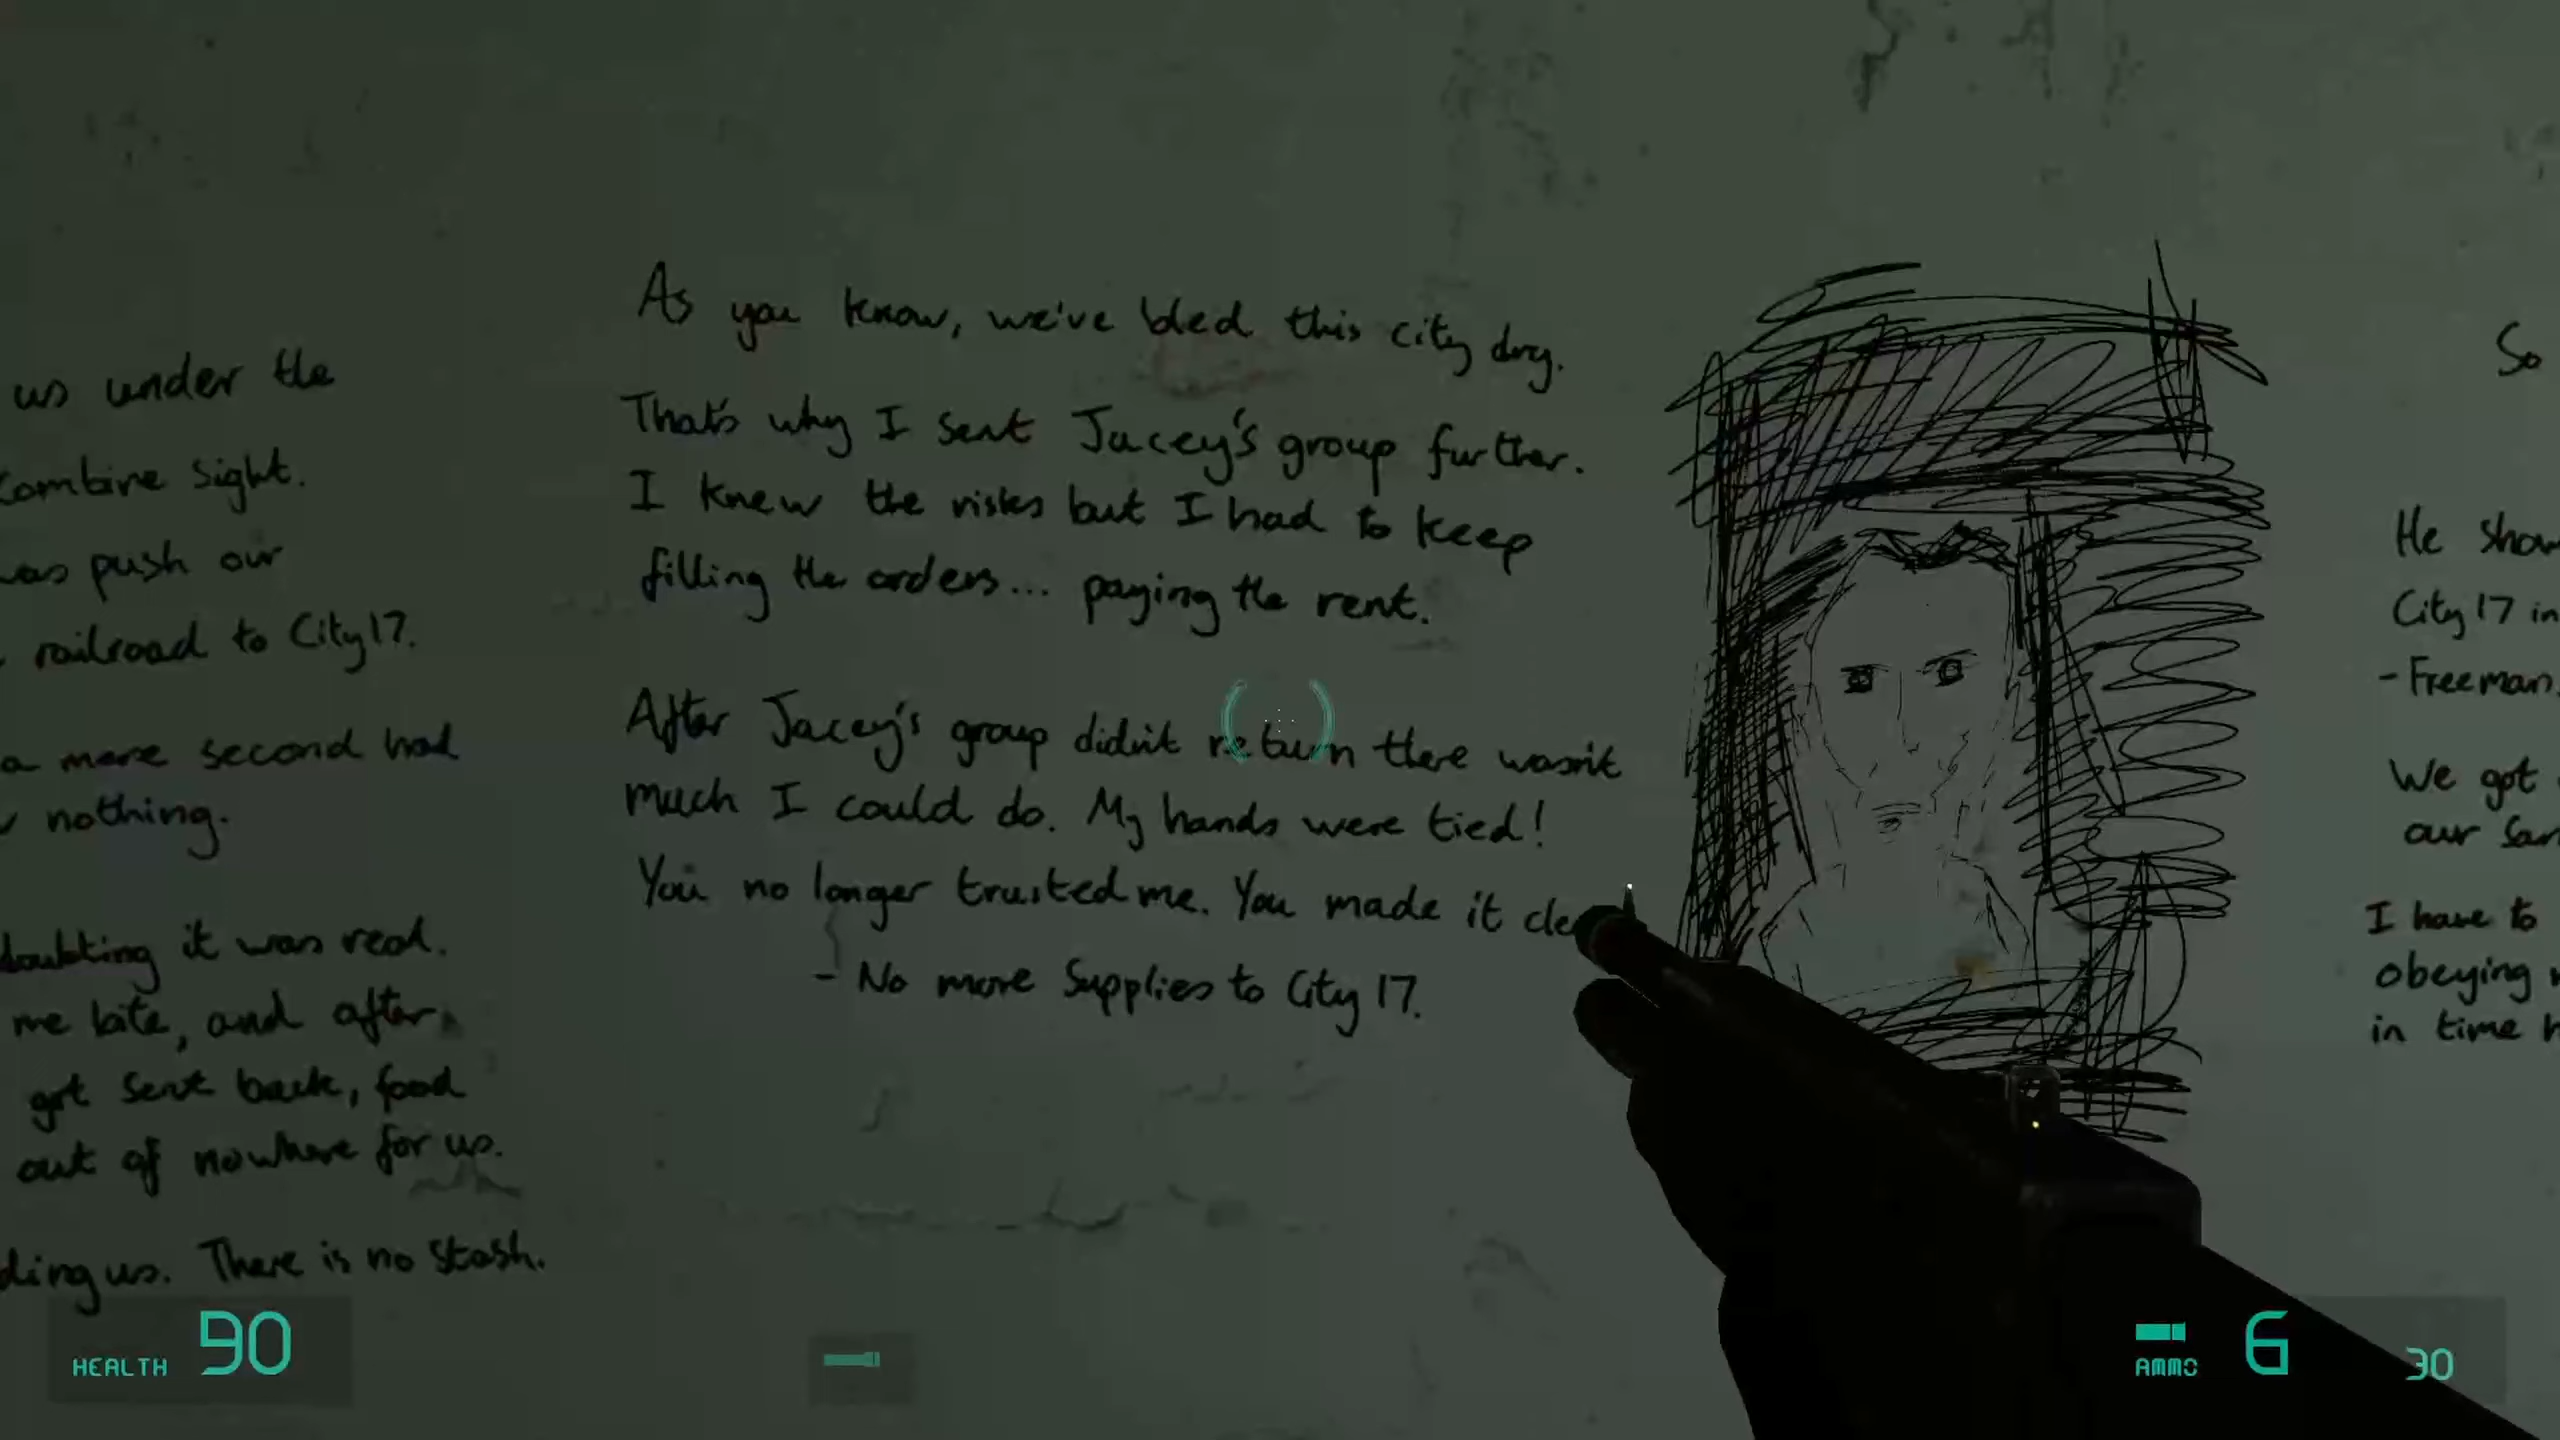 us under the
Combine sight.
was push our
railroad to City 17.
a mere second had
nothing.
doubting it was real.
me late, and after
got sent back, food
out of nowhere for us.
us. There is no stash.
As you know, we've bled this city dry.
That's why I sent Jacey's group further.
I knew the risks but I had to keep
filling the orders... paying the rent.
After Jacey's group didn't return there wasn't
much I could do. My hands were tied!
You no longer trusted me. You made it cle
- No more Supplies to City 17.
So
He
City 17 in
- Freeman.
We got
our
I have to
obeying
in time
HEALTH 90
AMMO 6 30